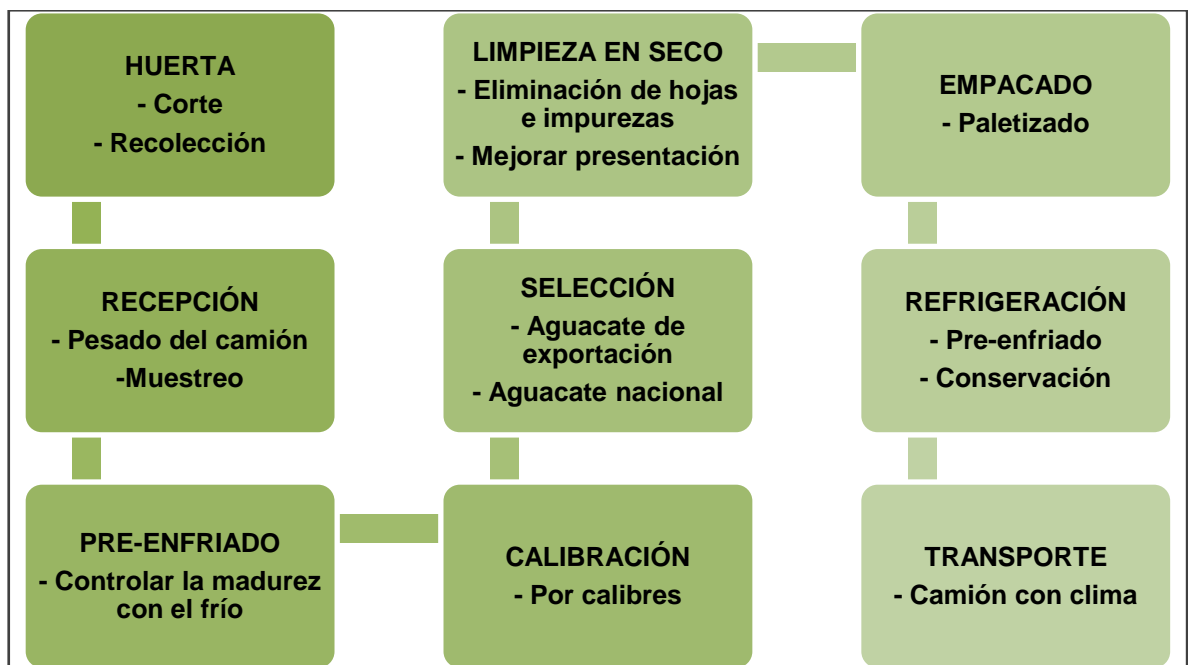 HUERTA
- Corte
- Recolección
RECEPCIÓN
- Pesado del camión
-Muestreo
PRE-ENFRIADO
- Controlar la madurez
con el frío
CALIBRACIÓN
- Por calibres
SELECCIÓN
- Aguacate de
exportación
- Aguacate nacional
LIMPIEZA EN SECO
- Eliminación de hojas
e impurezas
- Mejorar presentación
EMPACADO
- Paletizado
REFRIGERACIÓN
- Pre-enfriado
- Conservación
TRANSPORTE
- Camión con clima